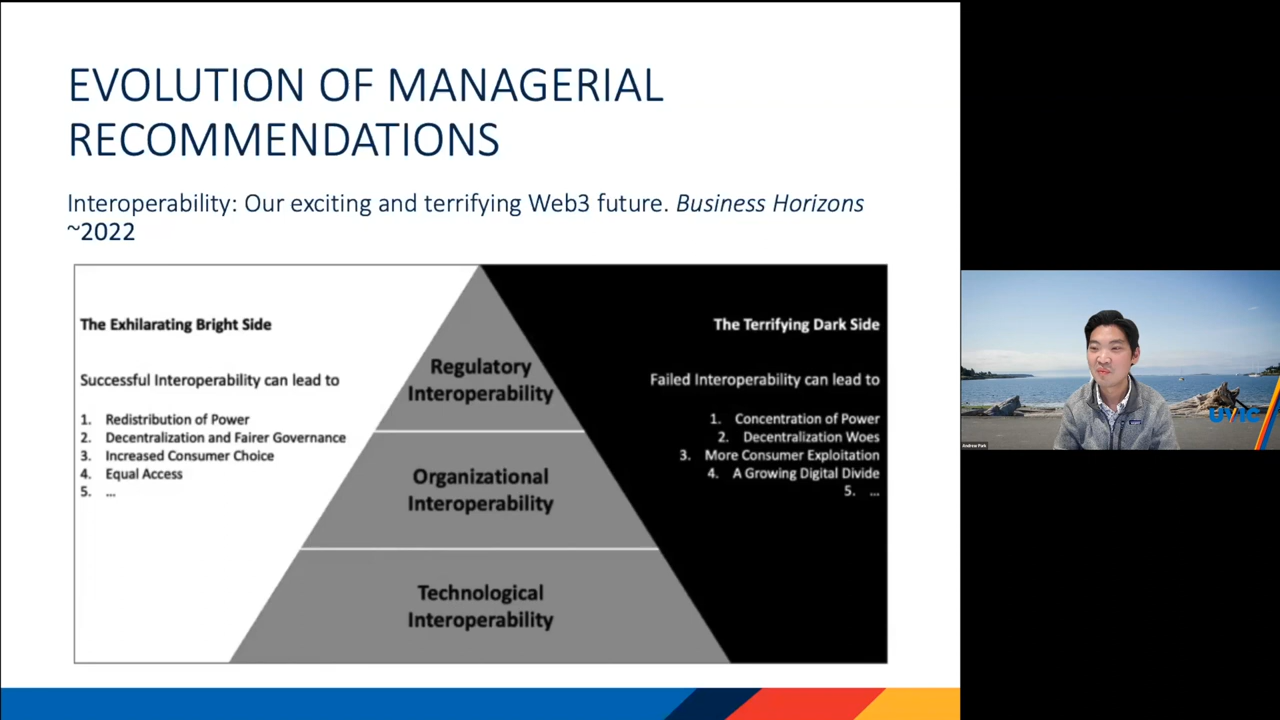 EVOLUTION OF MANAGERIAL
RECOMMENDATIONS
Interoperability: Our exciting and terrifying Web3 future. Business Horizons
~2022
The Exhilarating Bright Side
Successful Interoperability can lead to
1. Redistribution of Power
2. Decentralization and Fairer Governance
3. Increased Consumer Choice
4. Equal Access
5. ...
Regulatory
Interoperability
Organizational
Interoperability
Technological
Interoperability
The Terrifying Dark Side
Failed Interoperability can lead to
1. Concentration of Power
2. Decentralization Woes
3. More Consumer Exploitation
4. A Growing Digital Divide
5. ...
UVIC
Andrew Park